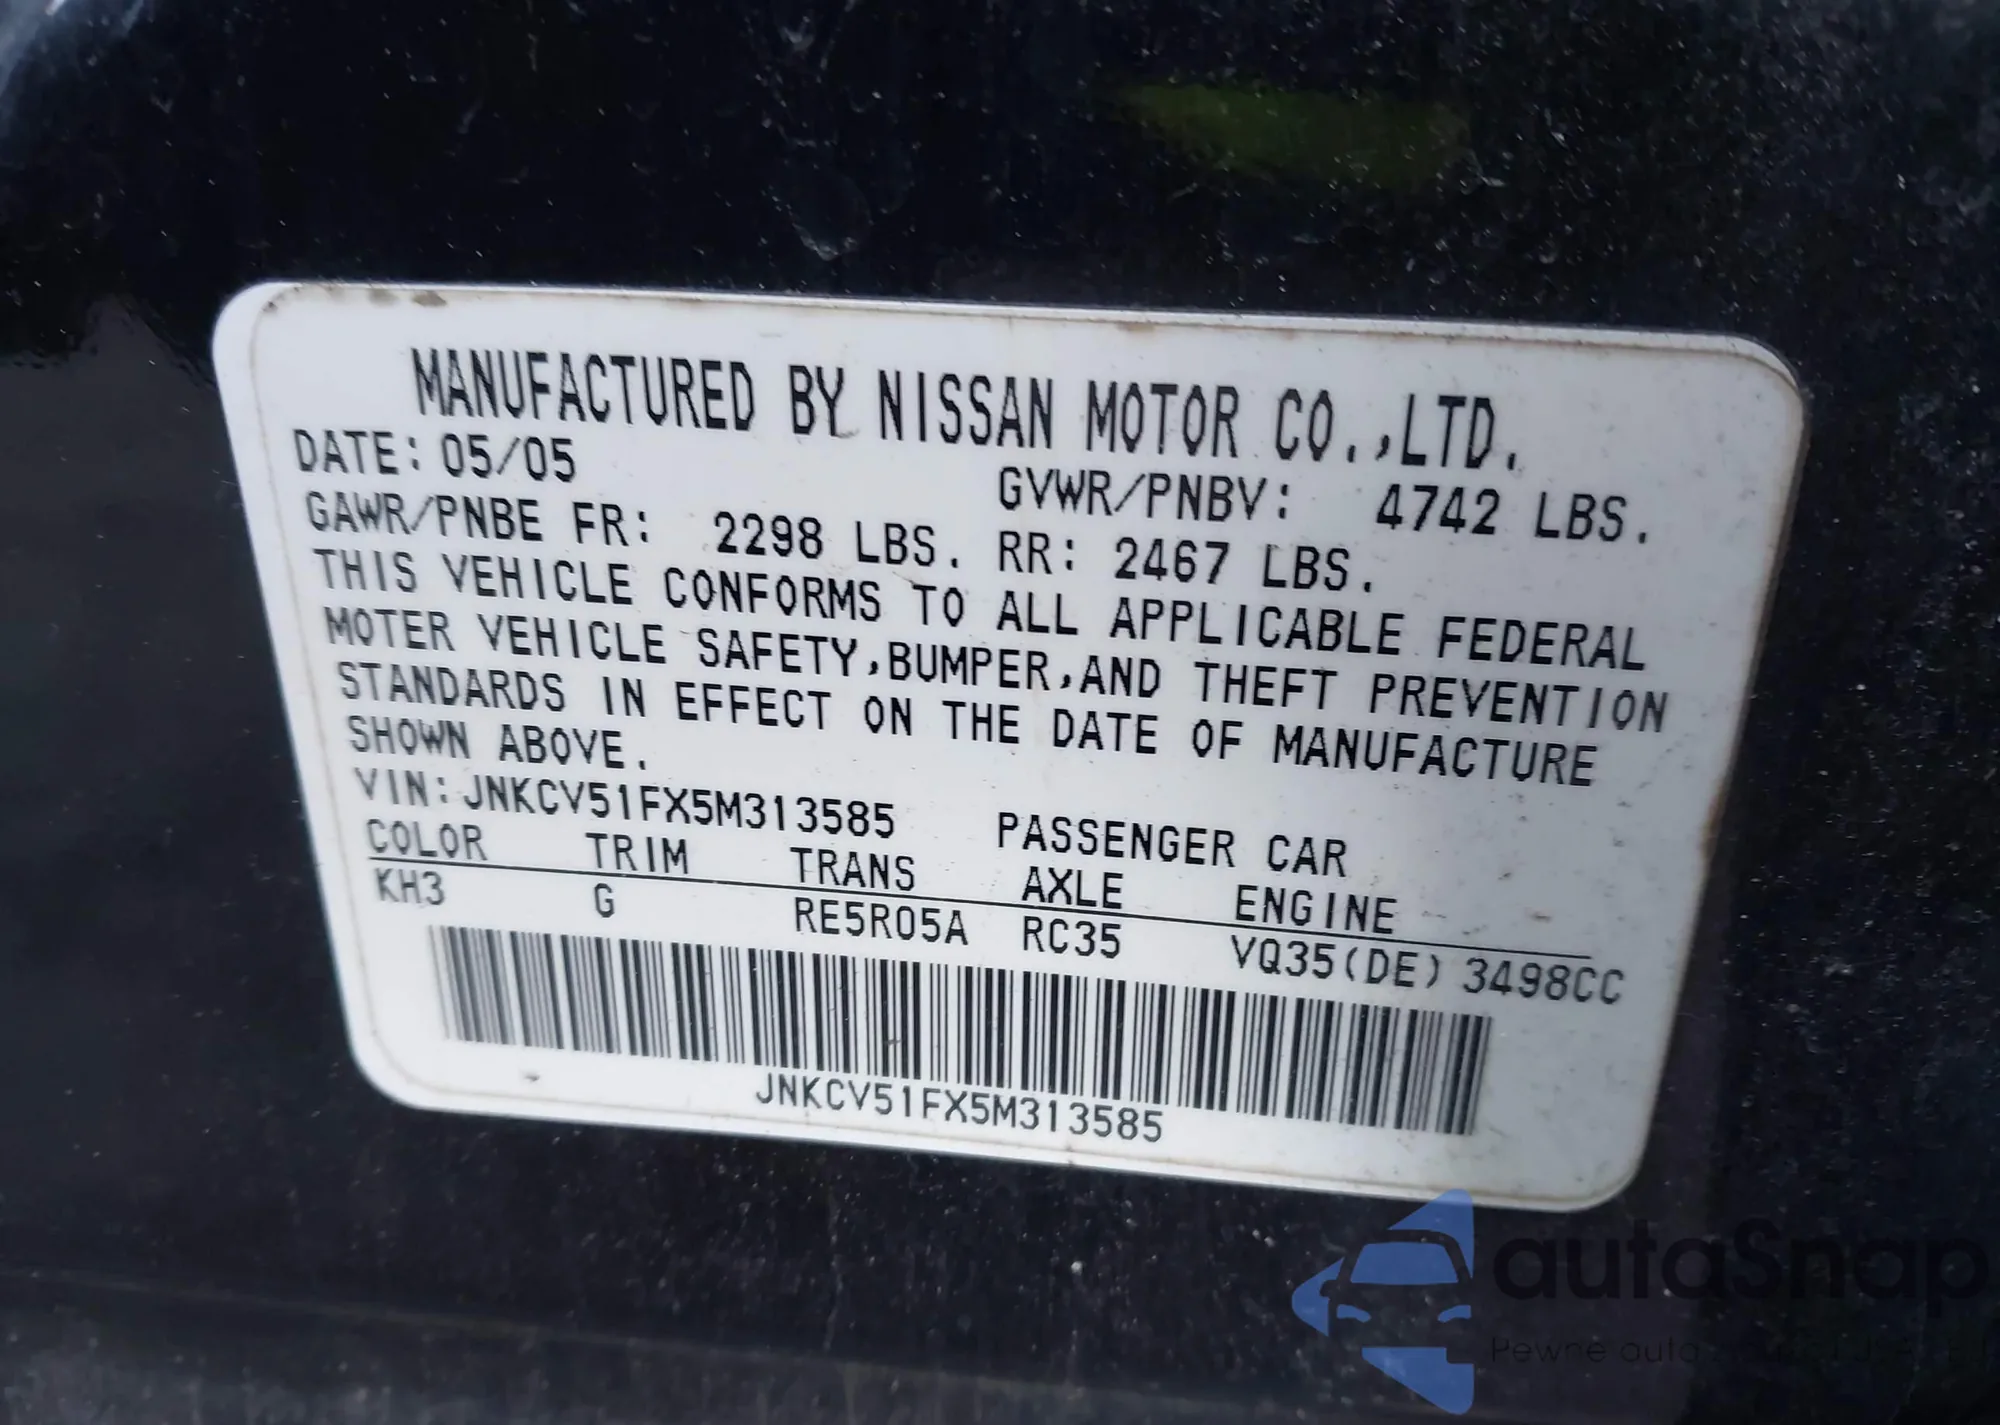 MANUFACTURED BY NISSAN MOTOR CO.,LTD.
DATE: 05/05 GVWR/PNBV: 4742 LBS.
GAWR/PNBE FR: 2298 LBS. RR: 2467 LBS.
THIS VEHICLE CONFORMS TO ALL APPLICABLE FEDERAL
MOTER VEHICLE SAFETY,BUMPER,AND THEFT PREVENTION
STANDARDS IN EFFECT ON THE DATE OF MANUFACTURE
SHOWN ABOVE.
VIN: JNKCV51FX5M313585 PASSENGER CAR
COLOR TRIM TRANS AXLE ENGINE
KH3 G RE5R05A RC35 VQ35(DE) 3498CC
JNKCV51FX5M313585
autaSnap
Pewne auta